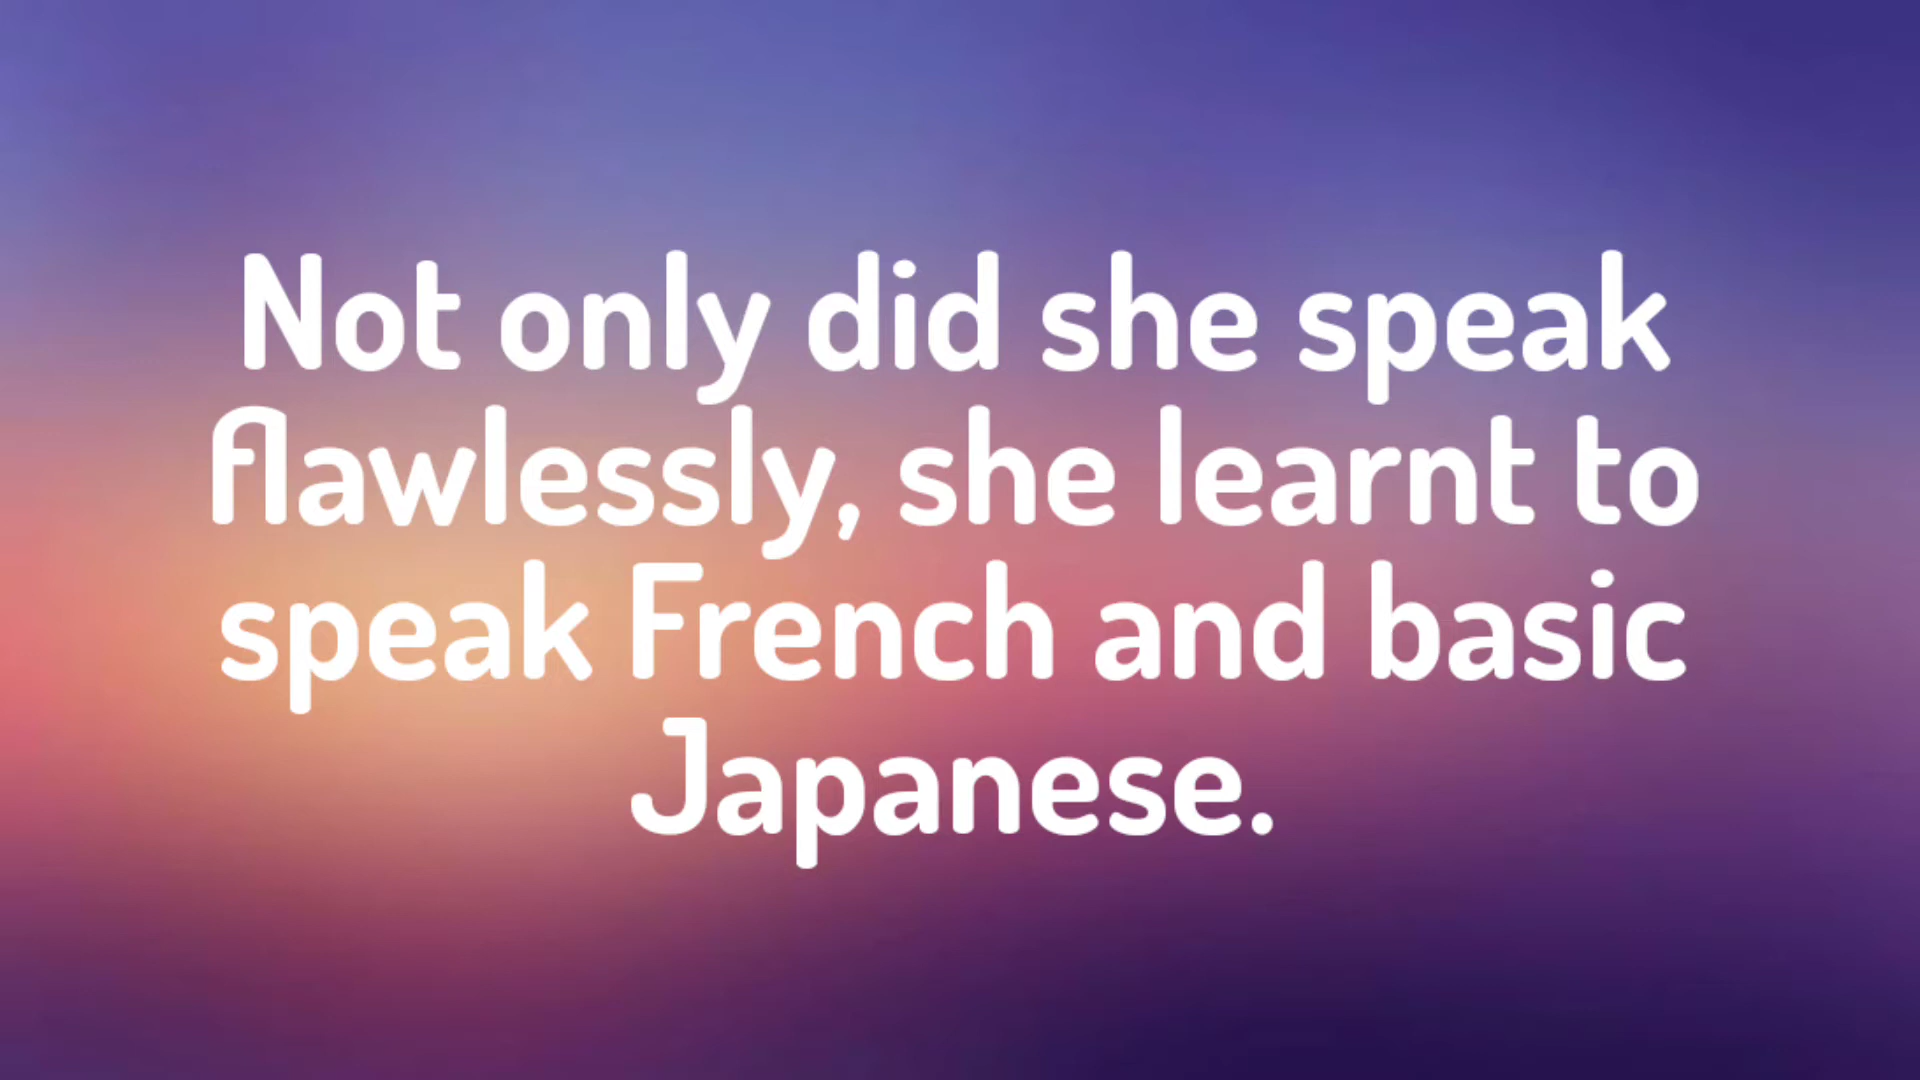 Not only did she speak
flawlessly, she learnt to
speak French and basic
Japanese.